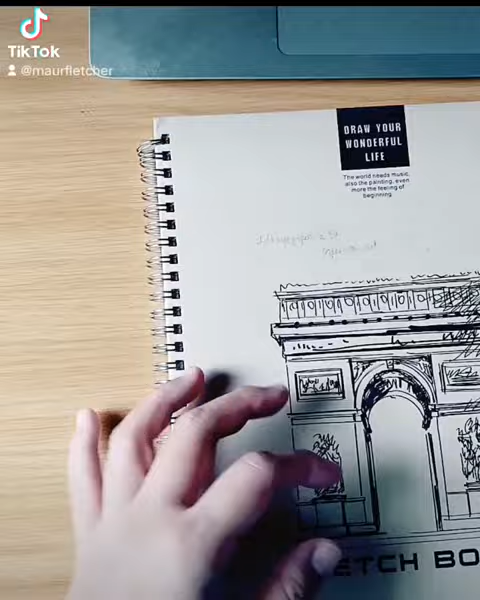 TikTok
@maurfletcher
DRAW YOUR
WONDERFUL
LIFE
The world needs music,
also the painting, even
more the feeling of
beginning.
ETCH BO